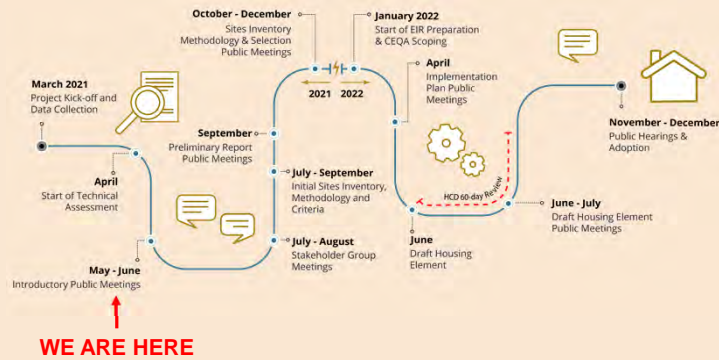 March 2021
Project Kick-off and
Data Collection
April
Start of Technical
Assessment
May - June
Introductory Public Meetings
WE ARE HERE
July - August
Stakeholder Group
Meetings
July - September
Initial Sites Inventory,
Methodology and
Criteria
September
Preliminary Report
Public Meetings
October - December
Sites Inventory
Methodology & Selection
Public Meetings
2021
2022
January 2022
Start of EIR Preparation
& CEQA Scoping
April
Implementation
Plan Public
Meetings
June
Draft Housing
Element
HCD 60-day Review
June - July
Draft Housing Element
Public Meetings
November - December
Public Hearings &
Adoption